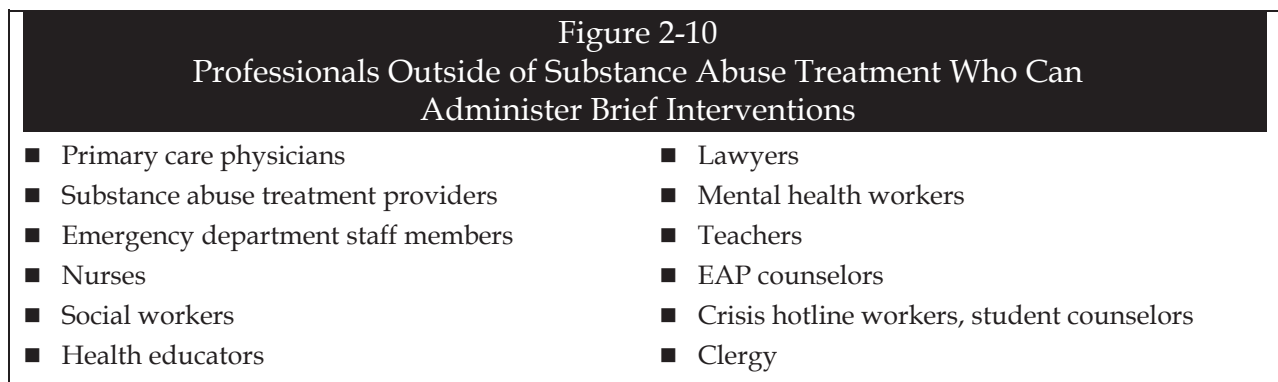 Figure 2-10
Professionals Outside of Substance Abuse Treatment Who Can
Administer Brief Interventions
■ Primary care physicians
■ Substance abuse treatment providers
■ Emergency department staff members
■ Nurses
■ Social workers
■ Health educators
■ Lawyers
■ Mental health workers
■ Teachers
■ EAP counselors
■ Crisis hotline workers, student counselors
■ Clergy